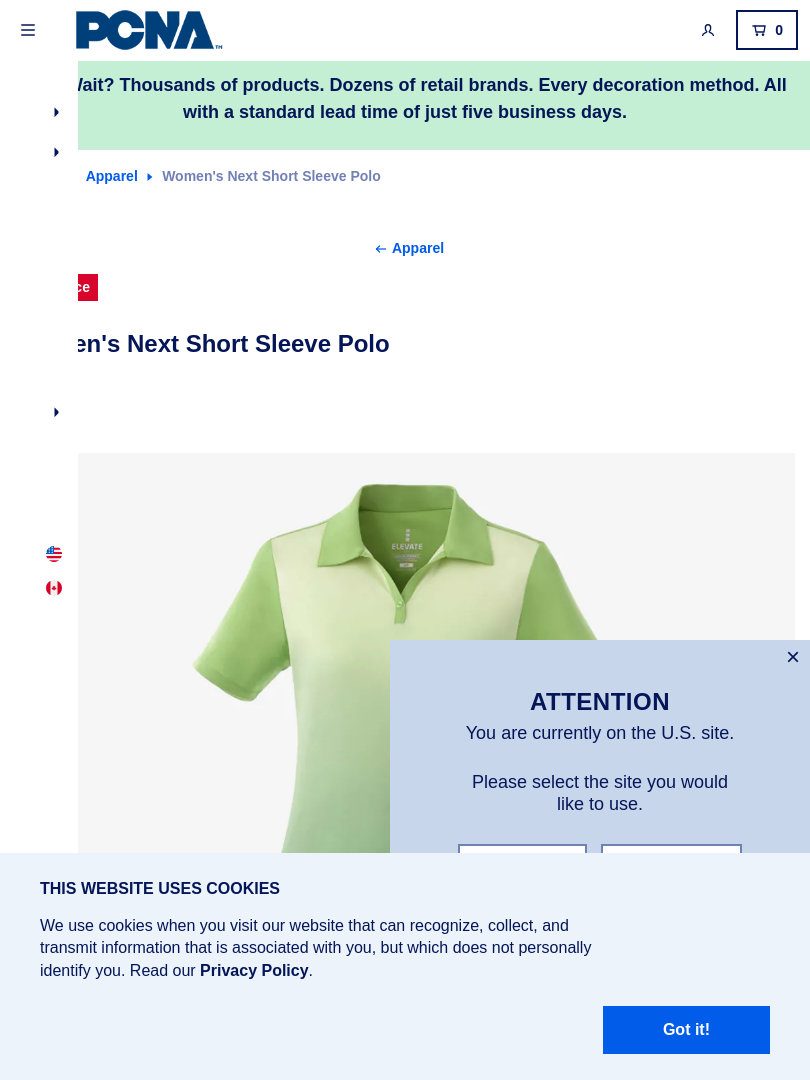 PCNA™
0
Wait? Thousands of products. Dozens of retail brands. Every decoration method. All
with a standard lead time of just five business days.
Apparel Women's Next Short Sleeve Polo
Apparel
en's Next Short Sleeve Polo
ELEVATE
ATTENTION
You are currently on the U.S. site.
Please select the site you would
like to use.
THIS WEBSITE USES COOKIES
We use cookies when you visit our website that can recognize, collect, and
transmit information that is associated with you, but which does not personally
identify you. Read our Privacy Policy.
Got it!